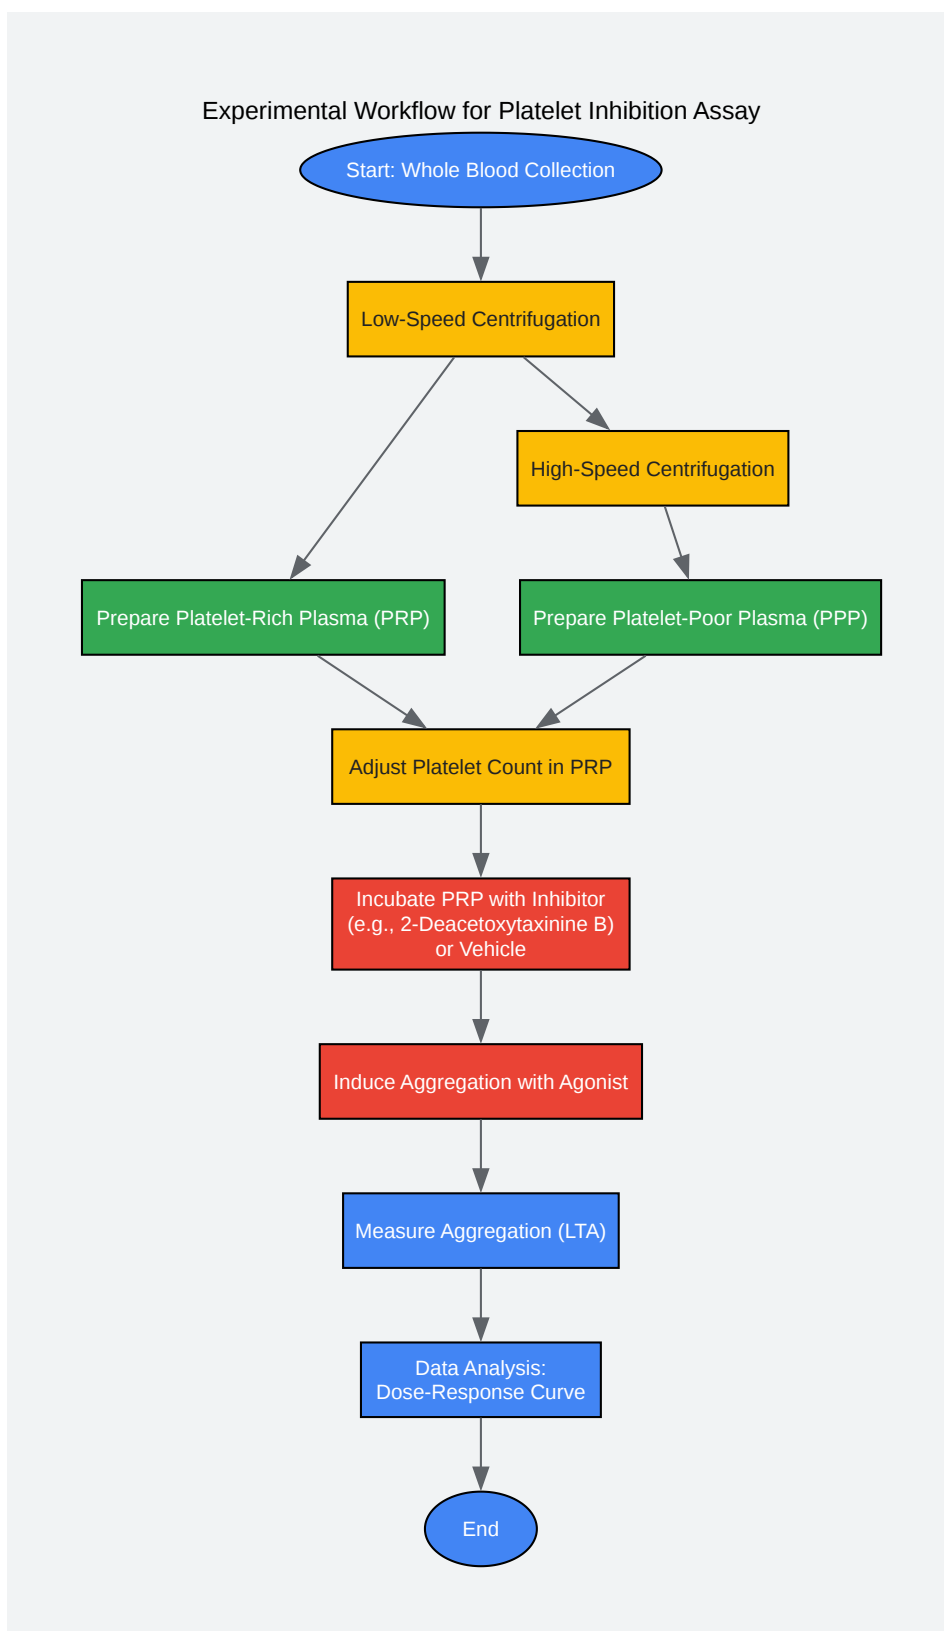 Experimental Workflow for Platelet Inhibition Assay
Start: Whole Blood Collection
Low-Speed Centrifugation
High-Speed Centrifugation
Prepare Platelet-Rich Plasma (PRP)
Prepare Platelet-Poor Plasma (PPP)
Adjust Platelet Count in PRP
Incubate PRP with Inhibitor
(e.g., 2-Deacetoxytaxinine B)
or Vehicle
Induce Aggregation with Agonist
Measure Aggregation (LTA)
Data Analysis:
Dose-Response Curve
End